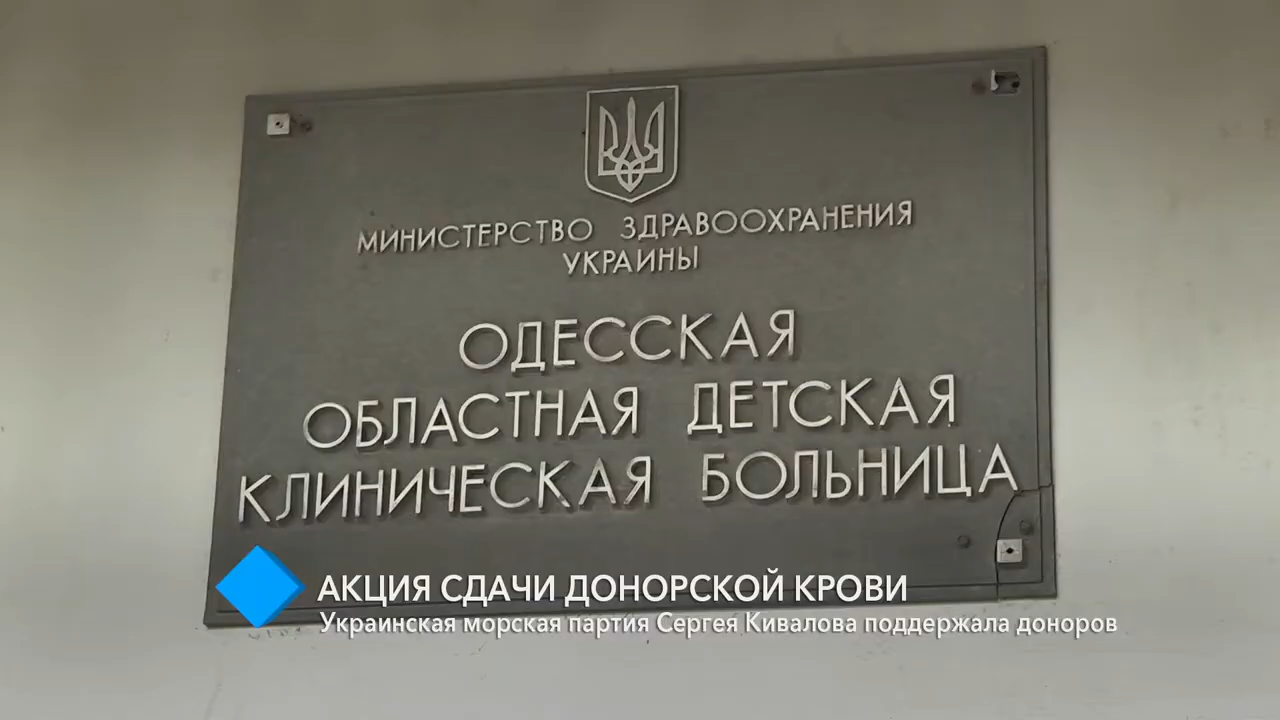 МИНИСТЕРСТВО ЗДРАВООХРАНЕНИЯ
УКРАИНЫ
ОДЕССКАЯ
ОБЛАСТНАЯ ДЕТСКАЯ
КЛИНИЧЕСКАЯ БОЛЬНИЦА
АКЦИЯ СДАЧИ ДОНОРСКОЙ КРОВИ
Украинская морская партия Сергея Кивалова поддержала доноров